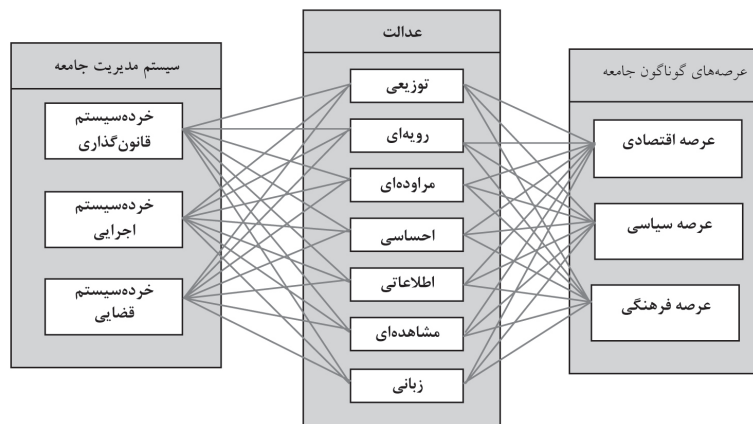 عرصه‌های گوناگون جامعه
عرصه اقتصادی
عرصه سیاسی
عرصه فرهنگی
عدالت
توزیعی
رویه‌ای
مراوده‌ای
احساسی
اطلاعاتی
مشاهده‌ای
زبانی
سیستم مدیریت جامعه
خرده‌سیستم
قانون‌گذاری
خرده‌سیستم
اجرایی
خرده‌سیستم
قضایی